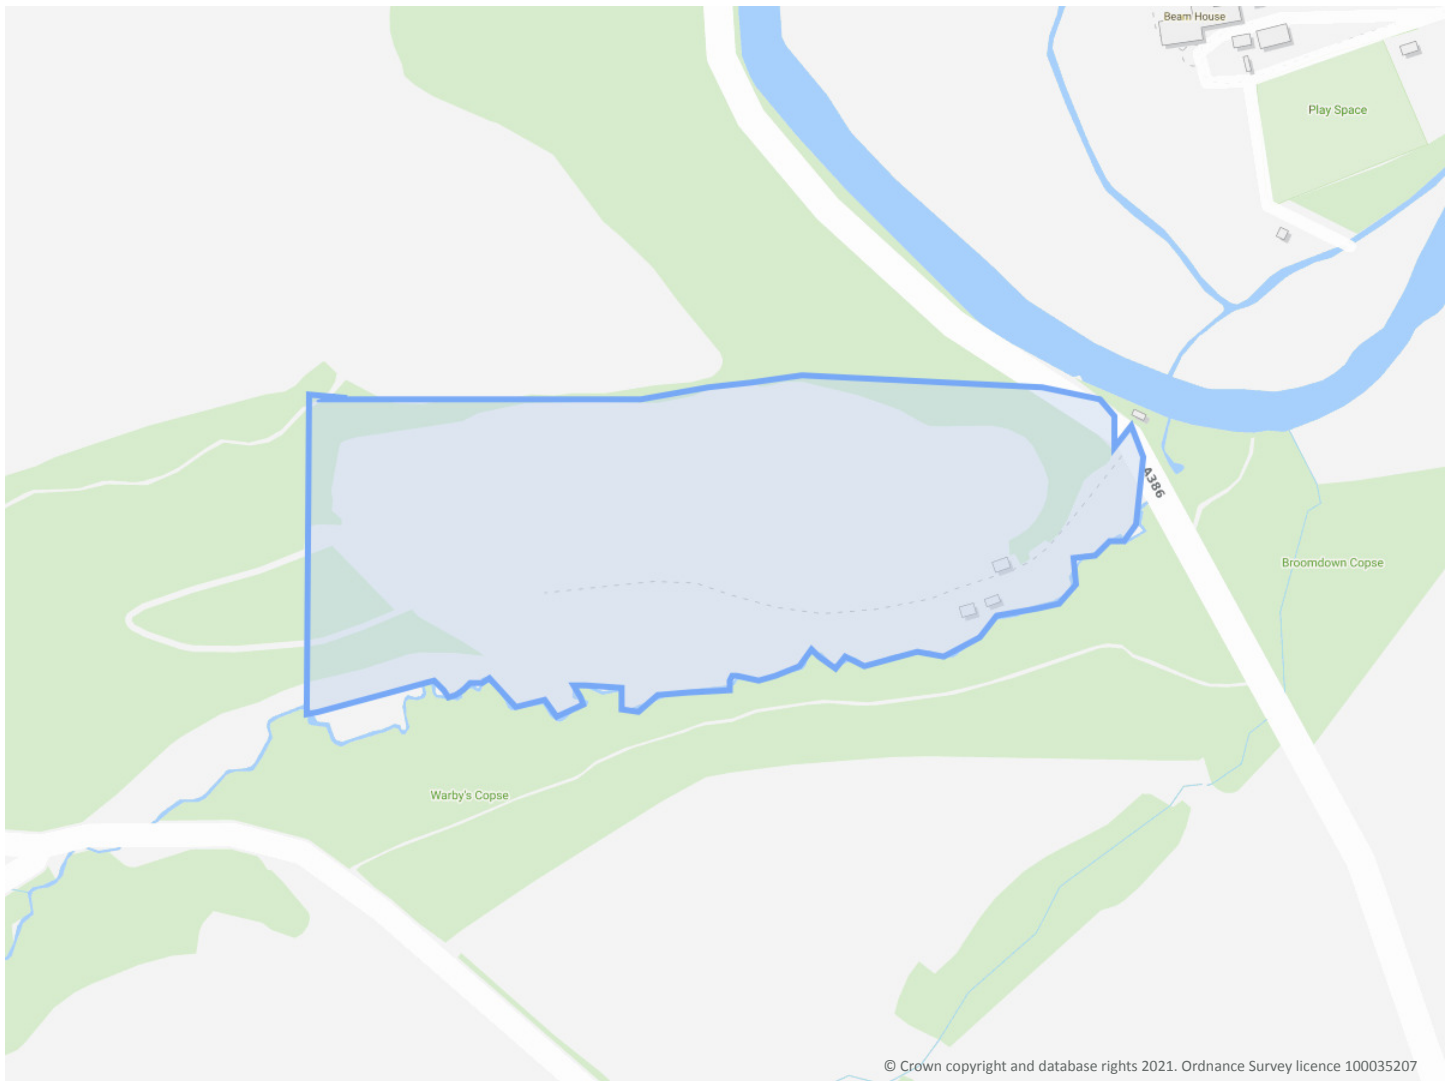 Beam House
Play Space
A386
Broomdown Copse
Warby's Copse
© Crown copyright and database rights 2021. Ordnance Survey licence 100035207